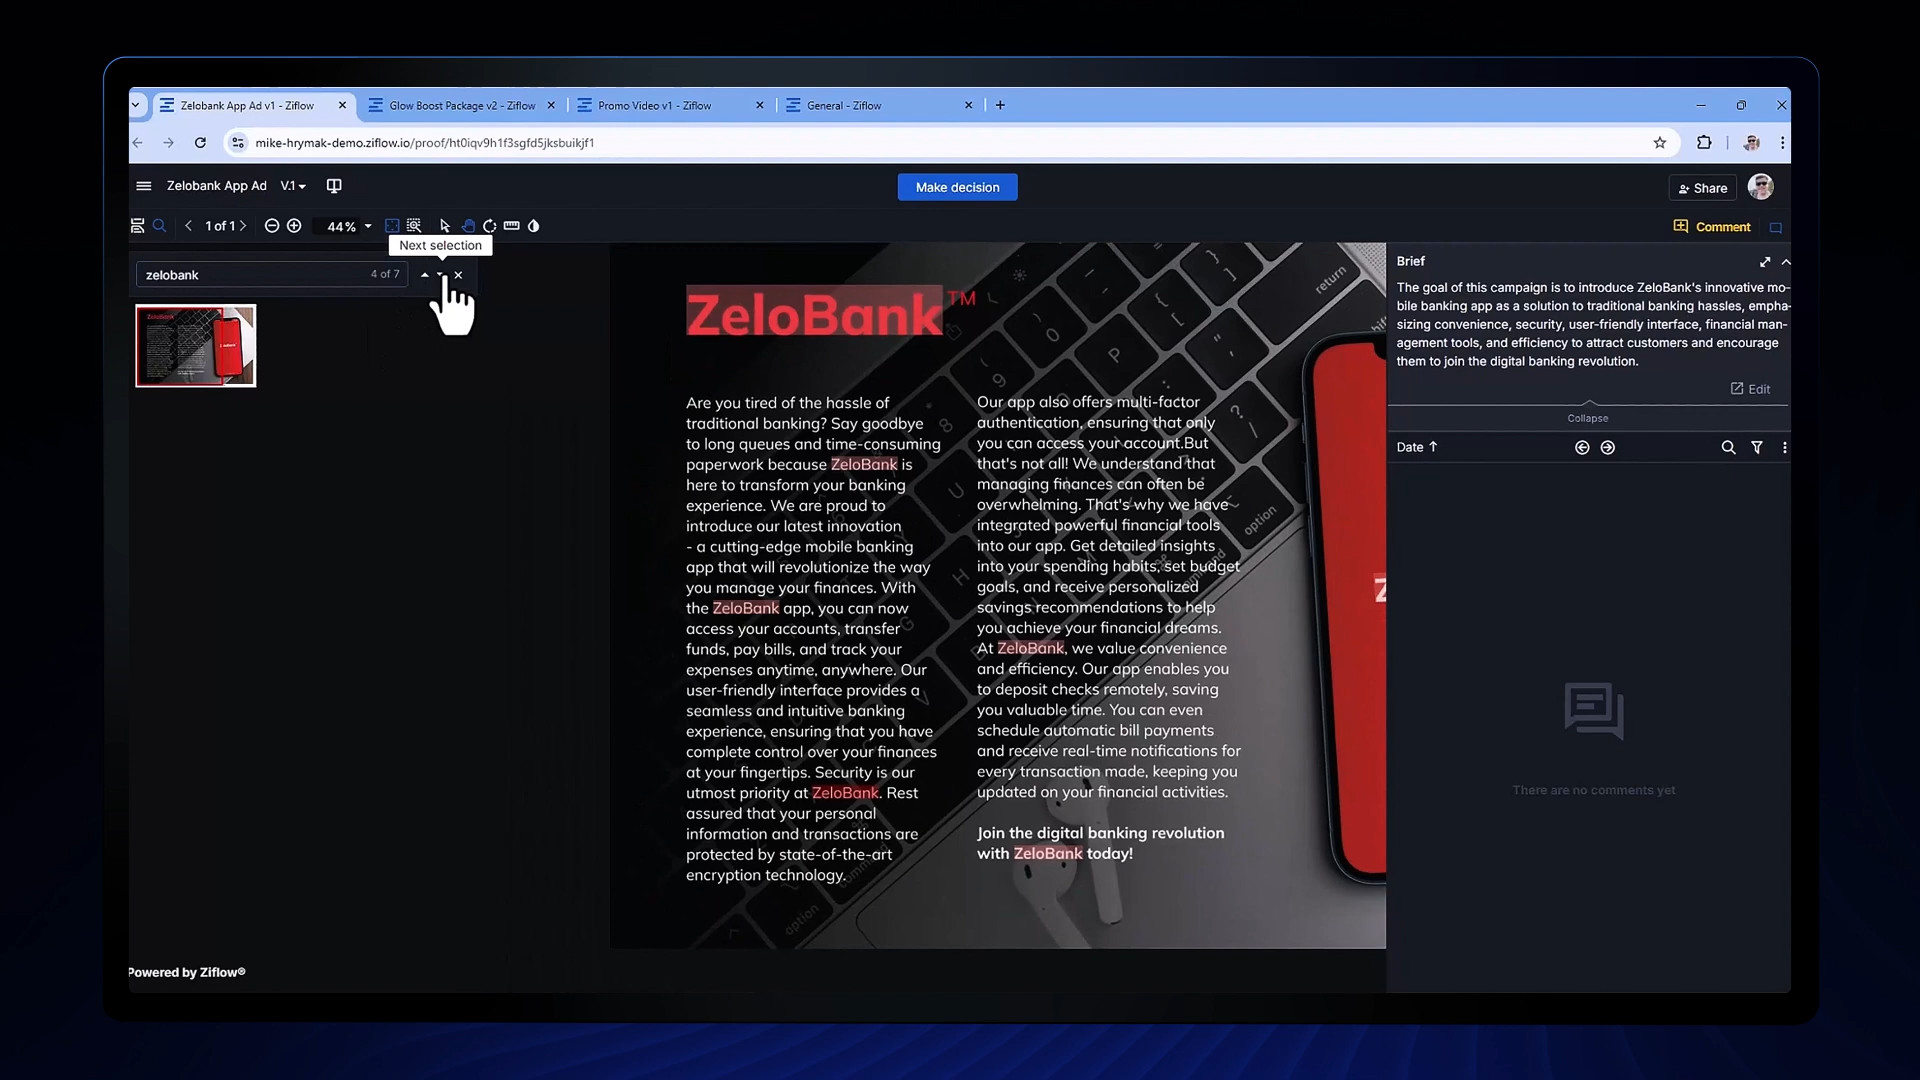 Zelobank App Ad v1 - Ziflow
Glow Boost Package v2 - Ziflow
Promo Video v1 - Ziflow
General - Ziflow
mike-hrymak-demo.ziflow.io/proof/ht0iqv9h1f3sgfd5jksbuikjf1
Zelobank App Ad V.1
Make decision
Share
1 of 1
44%
Comment
Next selection
zelobank 4 of 7
ZeloBank™
Are you tired of the hassle of
traditional banking? Say goodbye
to long queues and time-consuming
paperwork because ZeloBank is
here to transform your banking
experience. We are proud to
introduce our latest innovation
- a cutting-edge mobile banking
app that will revolutionize the way
you manage your finances. With
the ZeloBank app, you can now
access your accounts, transfer
funds, pay bills, and track your
expenses anytime, anywhere. Our
user-friendly interface provides a
seamless and intuitive banking
experience, ensuring that you have
complete control over your finances
at your fingertips. Security is our
utmost priority at ZeloBank. Rest
assured that your personal
information and transactions are
protected by state-of-the-art
encryption technology.
Our app also offers multi-factor
authentication, ensuring that only
you can access your account.But
that's not all! We understand that
managing finances can often be
overwhelming. That's why we have
integrated powerful financial tools
into our app. Get detailed insights
into your spending habits, set budget
goals, and receive personalized
savings recommendations to help
you achieve your financial dreams.
At ZeloBank, we value convenience
and efficiency. Our app enables you
to deposit checks remotely, saving
you valuable time. You can even
schedule automatic bill payments
and receive real-time notifications for
every transaction made, keeping you
updated on your financial activities.
Join the digital banking revolution
with ZeloBank today!
return
option
command
command
option
Z
Brief
The goal of this campaign is to introduce ZeloBank's innovative mo-
bile banking app as a solution to traditional banking hassles, empha-
sizing convenience, security, user-friendly interface, financial man-
agement tools, and efficiency to attract customers and encourage
them to join the digital banking revolution.
Edit
Collapse
Date ↑
There are no comments yet
Powered by Ziflow®